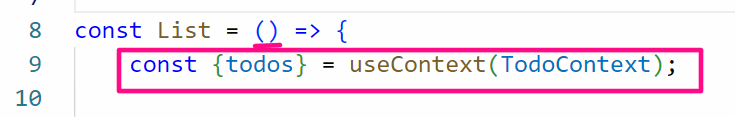 8 const List = () => {
9 const {todos} = useContext(TodoContext);
10